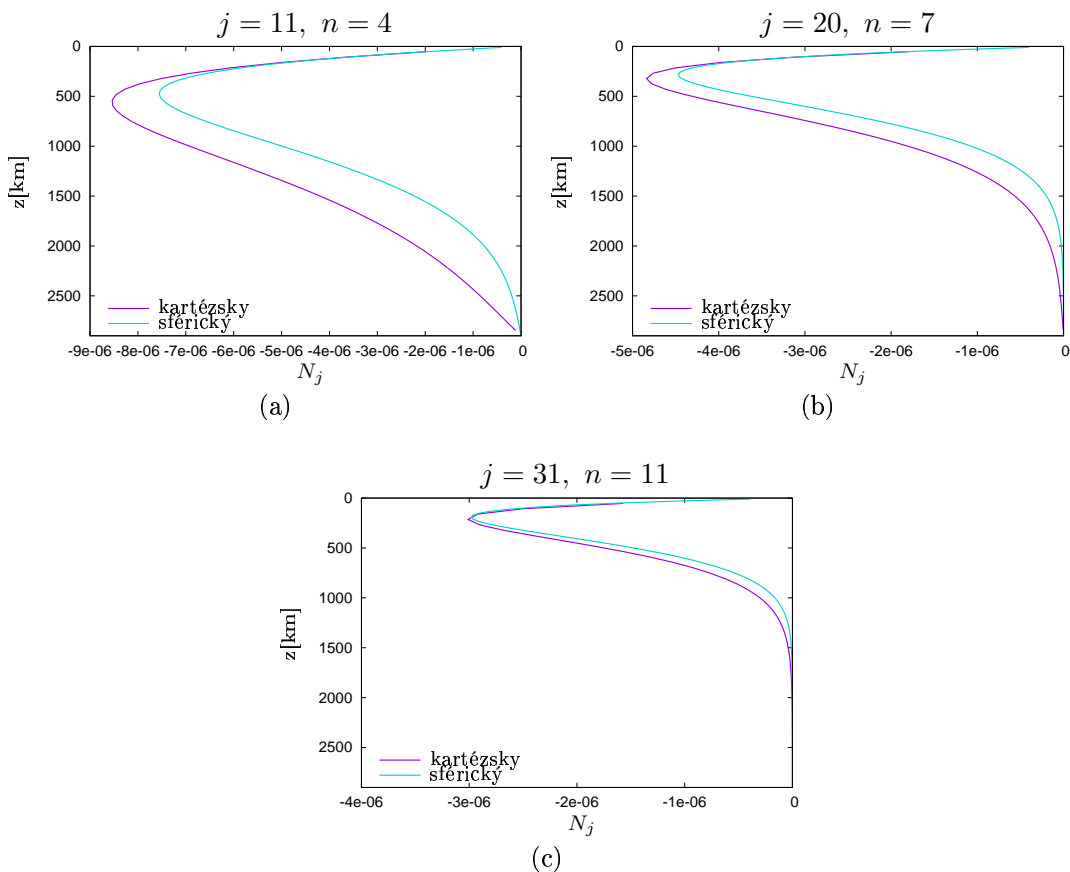 j = 11, n = 4
0
500
1000
1500
2000
2500
z[km]
kartézsky
sférický
-9e-06 -8e-06 -7e-06 -6e-06 -5e-06 -4e-06 -3e-06 -2e-06 -1e-06 0
N_j
(a)
j = 20, n = 7
0
500
1000
1500
2000
2500
z[km]
kartézsky
sférický
-5e-06 -4e-06 -3e-06 -2e-06 -1e-06 0
N_j
(b)
j = 31, n = 11
0
500
1000
1500
2000
2500
z[km]
kartézsky
sférický
-4e-06 -3e-06 -2e-06 -1e-06 0
N_j
(c)